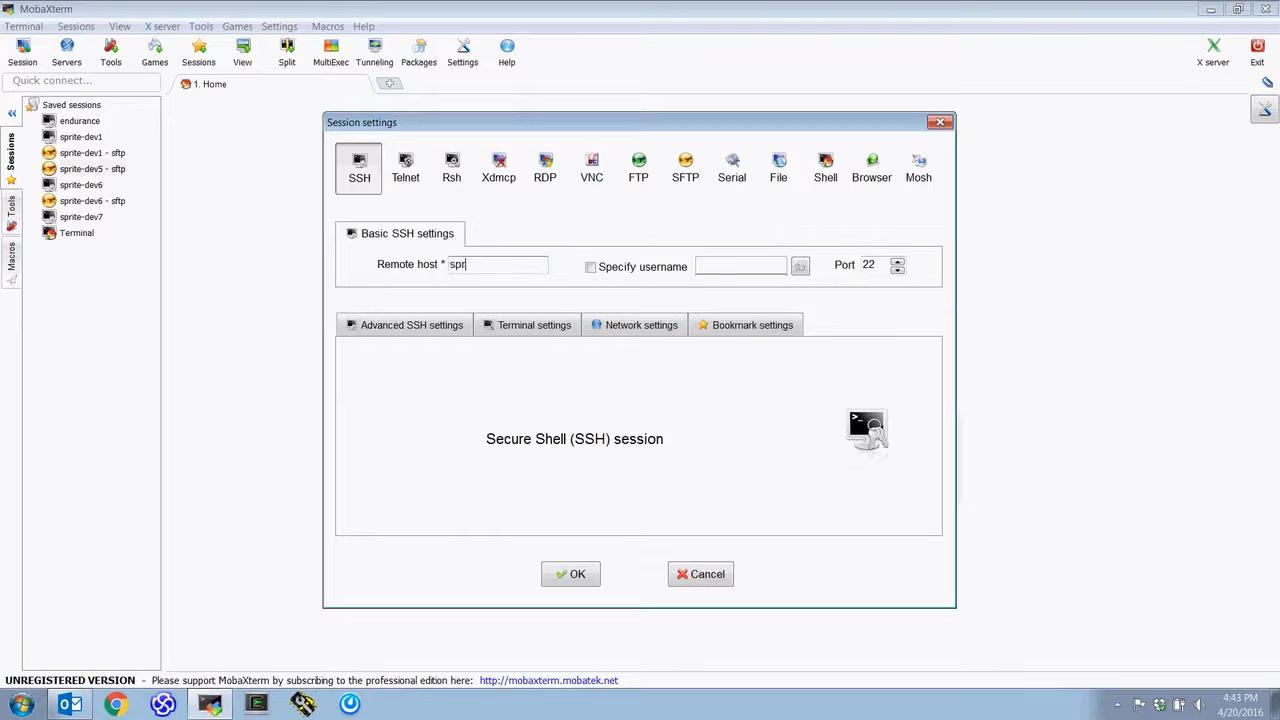 MobaXterm
Terminal Sessions View X server Tools Games Settings Macros Help
Session Servers Tools Games Sessions View Split MultiExec Tunneling Packages Settings Help X server Exit
Quick connect...
1. Home
Saved sessions
endurance
sprite-dev1
sprite-dev1 - sftp
sprite-dev5 - sftp
sprite-dev6
sprite-dev6 - sftp
sprite-dev7
Terminal
Sessions
Tools
Macros
Session settings
SSH Telnet Rsh Xdmcp RDP VNC FTP SFTP Serial File Shell Browser Mosh
Basic SSH settings
Remote host * spr Specify username Port 22
Advanced SSH settings Terminal settings Network settings Bookmark settings
Secure Shell (SSH) session
OK Cancel
UNREGISTERED VERSION - Please support MobaXterm by subscribing to the professional edition here: http://mobaxterm.mobatek.net
4:43 PM
4/20/2016